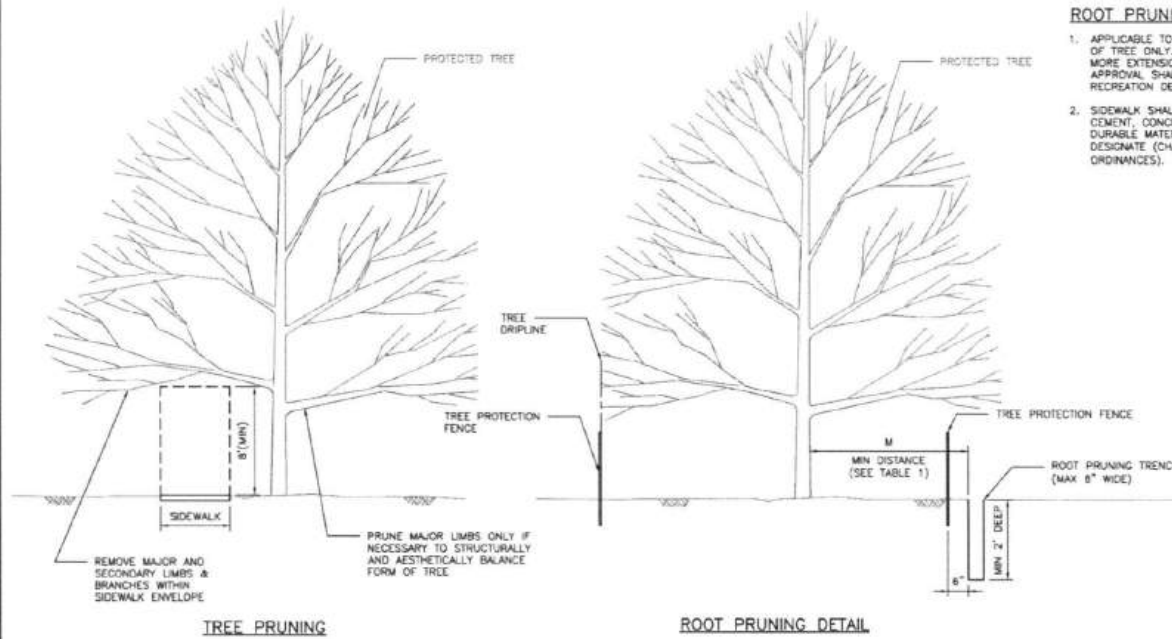 PROTECTED TREE
8'(MIN)
SIDEWALK
REMOVE MAJOR AND
SECONDARY LIMBS &
BRANCHES WITHIN
SIDEWALK ENVELOPE
PRUNE MAJOR LIMBS ONLY IF
NECESSARY TO STRUCTURALLY
AND AESTHETICALLY BALANCE
FORM OF TREE
TREE PRUNING
PROTECTED TREE
TREE
DRIPLINE
TREE PROTECTION
FENCE
TREE PROTECTION FENCE
M
MIN DISTANCE
(SEE TABLE 1)
ROOT PRUNING TRENC
(MAX 6" WIDE)
MIN 2' DEEP
6"
ROOT PRUNING DETAIL
ROOT PRUNI
1. APPLICABLE TO
OF TREE ONLY.
MORE EXTENSIO
APPROVAL SHA
RECREATION DE
2. SIDEWALK SHAL
CEMENT, CONC
DURABLE MATE
DESIGNATE (CH
ORDINANCES).